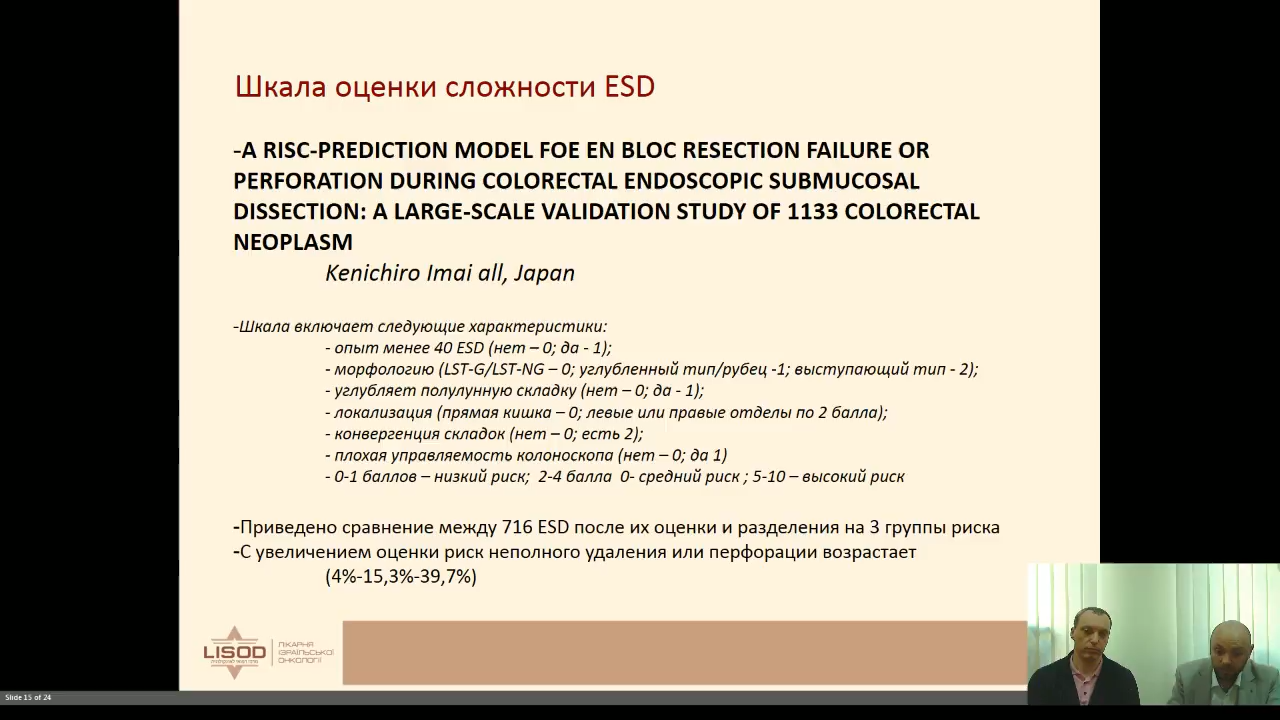 Шкала оценки сложности ESD
-A RISC-PREDICTION MODEL FOE EN BLOC RESECTION FAILURE OR
PERFORATION DURING COLORECTAL ENDOSCOPIC SUBMUCOSAL
DISSECTION: A LARGE-SCALE VALIDATION STUDY OF 1133 COLORECTAL
NEOPLASM
Kenichiro Imai all, Japan
-Шкала включает следующие характеристики:
- опыт менее 40 ESD (нет – 0; да - 1);
- морфологию (LST-G/LST-NG – 0; углубленный тип/рубец -1; выступающий тип - 2);
- углубляет полулунную складку (нет – 0; да - 1);
- локализация (прямая кишка – 0; левые или правые отделы по 2 балла);
- конвергенция складок (нет – 0; есть 2);
- плохая управляемость колоноскопа (нет – 0; да 1)
- 0-1 баллов – низкий риск; 2-4 балла 0- средний риск ; 5-10 – высокий риск
-Приведено сравнение между 716 ESD после их оценки и разделения на 3 группы риска
-С увеличением оценки риск неполного удаления или перфорации возрастает
(4%-15,3%-39,7%)
LISOD
ЛІКАРНЯ
ІЗРАЇЛЬСЬКОЇ
ОНКОЛОГІЇ
Slide 15 of 24